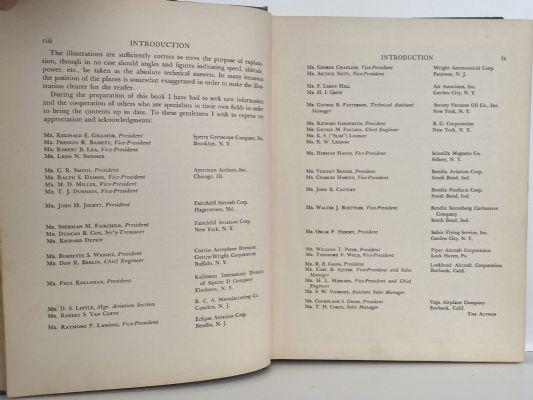 viii
INTRODUCTION
The illustrations are sufficiently correct to serve the purpose of explana-
tion, though in no case should angles and figures indicating speed, altitude,
power, etc., be taken as the absolute technical answers. In many instances
the position of the planes is somewhat exaggerated in order to make the illus-
tration clearer for the reader.
During the preparation of this book I have had to seek new information
and the cooperation of others who are specialists in their own fields in order
to bring the contents up to date. To these gentlemen I wish to express my
appreciation and acknowledgments:
Mr. Reginald E. Gillmor, President
Mr. Preston R. Bassett, Vice-President
Mr. Robert B. Lea, Vice-President
Mr. Leon N. Swisher
Sperry Gyroscope Company, Inc.
Brooklyn, N. Y.
Mr. C. R. Smith, President
Mr. Ralph S. Damon, Vice-President
Mr. M. D. Miller, Vice-President
Mr. T. J. Dunnion, Vice-President
American Airlines, Inc.
Chicago, Ill.
Mr. John H. Jouett, President
Fairchild Aircraft Corp.
Hagerstown, Md.
Mr. Sherman M. Fairchild, President
Mr. Duncan B. Cox, Sec'y-Treasurer
Mr. Richard Depew
Fairchild Aviation Corp.
New York, N. Y.
Mr. Burdette S. Wright, President
Mr. Don R. Berlin, Chief Engineer
Curtiss Aeroplane Division
Curtiss-Wright Corporation
Buffalo, N. Y.
Mr. Paul Kollsman, President
Kollsman Instrument Division
of Square D Company
Elmhurst, N. Y.
Mr. D. S. Little, Mgr. Aviation Section
Mr. Robert S. Van Cleve
R. C. A. Manufacturing Co.
Camden, N. J.
Mr. Raymond P. Lansing, Vice-President
Eclipse Aviation Corp.
Bendix, N. J.
INTRODUCTION
ix
Mr. George Chapline, Vice-President
Mr. Arthur Nutt, Vice-President
Wright Aeronautical Corp.
Paterson, N. J.
Mr. F. Leroy Hill
Mr. H. I. Crow
Air Associates, Inc.
Garden City, N. Y.
Mr. George B. Patterson, Technical Assistant
Manager
Socony Vacuum Oil Co., Inc.
New York, N. Y.
Mr. Richard Goldsmith, President
Mr. George M. Paulson, Chief Engineer
Mr. K. S. ("Slim") Lindsey
Mr. R. W. Leedom
B. G. Corporation
New York, N. Y.
Mr. Herman Hanni, Vice-President
Scintilla Magneto Co.
Sidney, N. Y.
Mr. Vincent Bendix, President
Mr. Charles Marcus, Vice-President
Bendix Aviation Corp.
South Bend, Ind.
Mr. John R. Cautley
Bendix Products Corp.
South Bend, Ind.
Mr. Walter J. Buettner, Vice-President
Bendix Stromberg Carburetor
Company
South Bend, Ind.
Mr. Oscar P. Hebert, President
Safair Flying Service, Inc.
Garden City, N. Y.
Mr. William T. Piper, President
Mr. Theodore V. Weld, Vice-President
Piper Aircraft Corporation
Lock Haven, Pa.
Mr. R. E. Gross, President
Mr. Carl B. Squier, Vice-President and Sales
Manager
Mr. H. L. Hibbard, Vice-President and Chief
Engineer
Mr. S. W. Voorhes, Assistant Sales Manager
Lockheed Aircraft Corporation
Burbank, Calif.
Mr. Courtlandt S. Gross, President
Mr. T. H. Corpe, Sales Manager
Vega Airplane Company
Burbank, Calif.
The Author